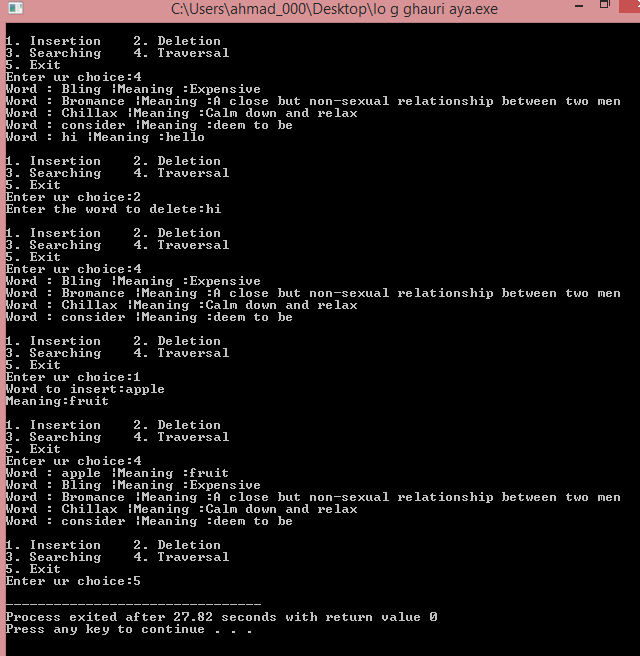 C:\Users\ahmad_000\Desktop\lo g ghauri aya.exe
1. Insertion    2. Deletion
3. Searching    4. Traversal
5. Exit
Enter ur choice:4
Word : Bling |Meaning :Expensive
Word : Bromance |Meaning :A close but non-sexual relationship between two men
Word : Chillax |Meaning :Calm down and relax
Word : consider |Meaning :deem to be
Word : hi |Meaning :hello
1. Insertion    2. Deletion
3. Searching    4. Traversal
5. Exit
Enter ur choice:2
Enter the word to delete:hi
1. Insertion    2. Deletion
3. Searching    4. Traversal
5. Exit
Enter ur choice:4
Word : Bling |Meaning :Expensive
Word : Bromance |Meaning :A close but non-sexual relationship between two men
Word : Chillax |Meaning :Calm down and relax
Word : consider |Meaning :deem to be
1. Insertion    2. Deletion
3. Searching    4. Traversal
5. Exit
Enter ur choice:1
Word to insert:apple
Meaning:fruit
1. Insertion    2. Deletion
3. Searching    4. Traversal
5. Exit
Enter ur choice:4
Word : apple |Meaning :fruit
Word : Bling |Meaning :Expensive
Word : Bromance |Meaning :A close but non-sexual relationship between two men
Word : Chillax |Meaning :Calm down and relax
Word : consider |Meaning :deem to be
1. Insertion    2. Deletion
3. Searching    4. Traversal
5. Exit
Enter ur choice:5
--------------------------------
Process exited after 27.82 seconds with return value 0
Press any key to continue . . .